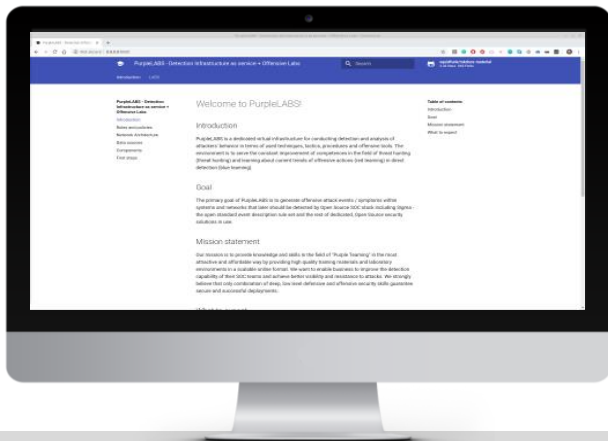 PurpleLABS - Detection Infrastructure as service + Offensive Labs
Search
Introduction LABS
PurpleLABS - Detection
Infrastructure as service +
Offensive Labs
Introduction
Rules and policies
Network Architecture
Data sources
Components
First steps
Welcome to PurpleLABS!
Introduction
PurpleLABS is a dedicated virtual infrastructure for conducting detection and analysis of
attackers' behavior in terms of used techniques, tactics, procedures and offensive tools. The
environment is to serve the constant improvement of competences in the field of threat hunting
(threat hunting) and learning about current trends of offensive actions (red teaming) in direct
detection (blue teaming).
Goal
The primary goal of PurpleLABS is to generate offensive attack events / symptoms within
systems and networks that later should be detected by Open Source SOC stack including Sigma -
the open standard event description rule set and the rest of dedicated, Open Source security
solutions in use.
Mission statement
Our mission is to provide knowledge and skills in the field of "Purple Teaming" in the most
attractive and affordable way by providing high quality training materials and laboratory
environments in a scalable online format. We want to enable business to improve the detection
capability of their SOC teams and achieve better visibility and resistance to attacks. We strongly
believe that only combination of deep, low level defensive and offensive security skills guarantee
secure and successful deployments.
Table of contents
Introduction
Goal
Mission statement
What to expect